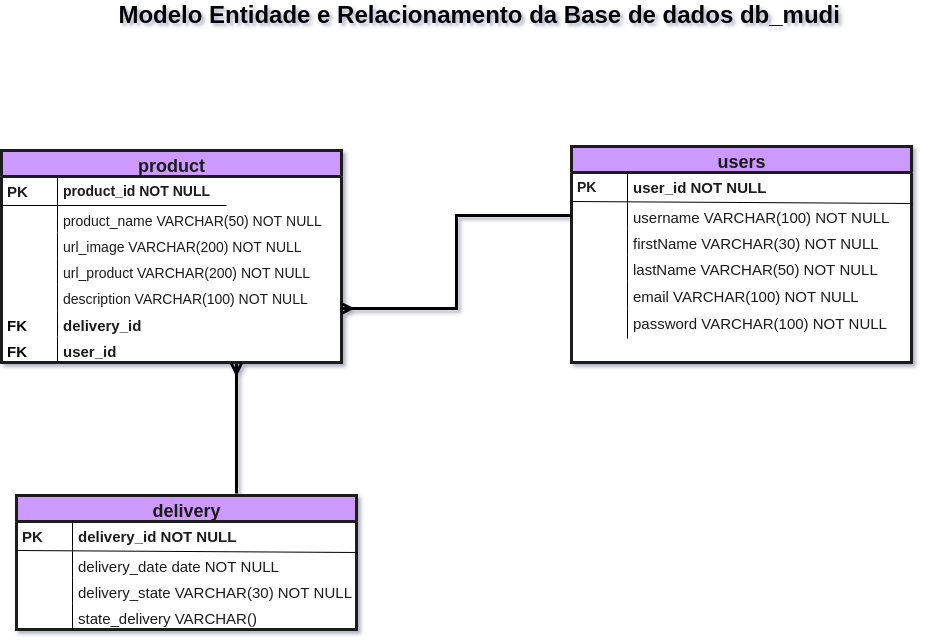 Modelo Entidade e Relacionamento da Base de dados db_mudi
product
PK product_id NOT NULL
product_name VARCHAR(50) NOT NULL
url_image VARCHAR(200) NOT NULL
url_product VARCHAR(200) NOT NULL
description VARCHAR(100) NOT NULL
FK delivery_id
FK user_id
users
PK user_id NOT NULL
username VARCHAR(100) NOT NULL
firstName VARCHAR(30) NOT NULL
lastName VARCHAR(50) NOT NULL
email VARCHAR(100) NOT NULL
password VARCHAR(100) NOT NULL
delivery
PK delivery_id NOT NULL
delivery_date date NOT NULL
delivery_state VARCHAR(30) NOT NULL
state_delivery VARCHAR()